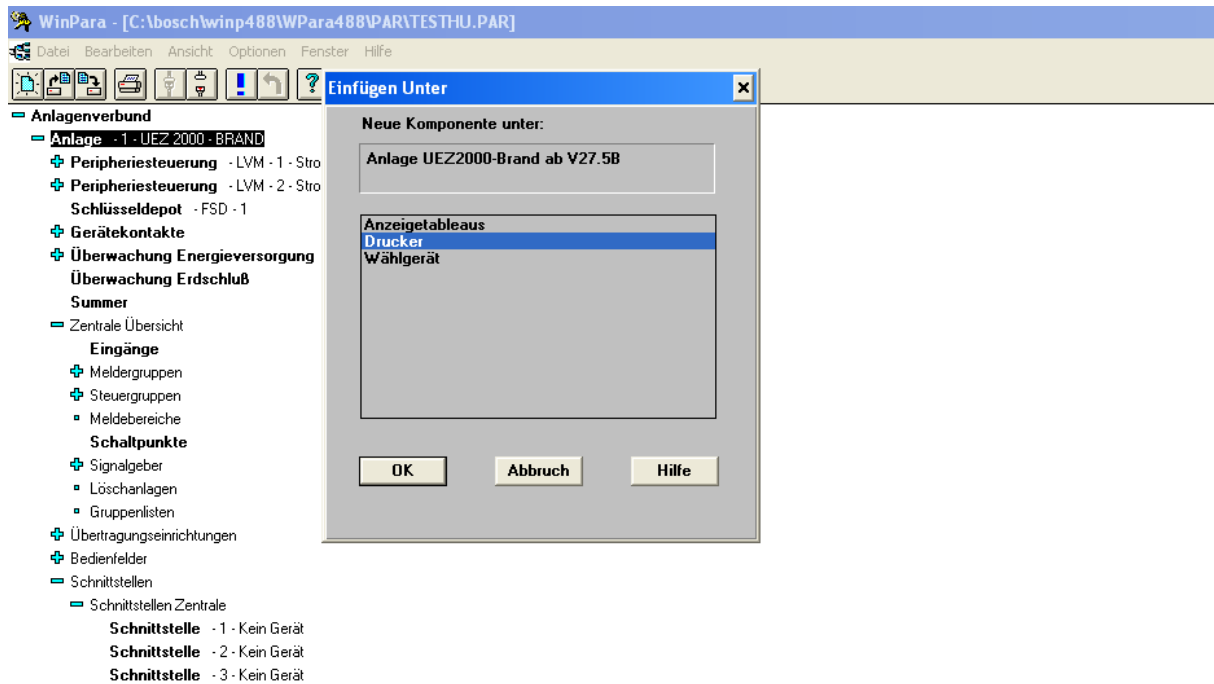 WinPara - [C:\bosch\winp488\WPara488\PAR\TESTHU.PAR]
Datei Bearbeiten Ansicht Optionen Fenster Hilfe
Anlagenverbund
Anlage - 1 - UEZ 2000 - BRAND
Peripheriesteuerung - LVM - 1 - Stro
Peripheriesteuerung - LVM - 2 - Stro
Schlüsseldepot - FSD - 1
Gerätekontakte
Überwachung Energieversorgung
Überwachung Erdschluß
Summer
Zentrale Übersicht
Eingänge
Meldergruppen
Steuergruppen
Meldebereiche
Schaltpunkte
Signalgeber
Löschanlagen
Gruppenlisten
Übertragungseinrichtungen
Bedienfelder
Schnittstellen
Schnittstellen Zentrale
Schnittstelle - 1 - Kein Gerät
Schnittstelle - 2 - Kein Gerät
Schnittstelle - 3 - Kein Gerät
Einfügen Unter
Neue Komponente unter:
Anlage UEZ2000-Brand ab V27.5B
Anzeigetableaus
Drucker
Wählgerät
OK Abbruch Hilfe